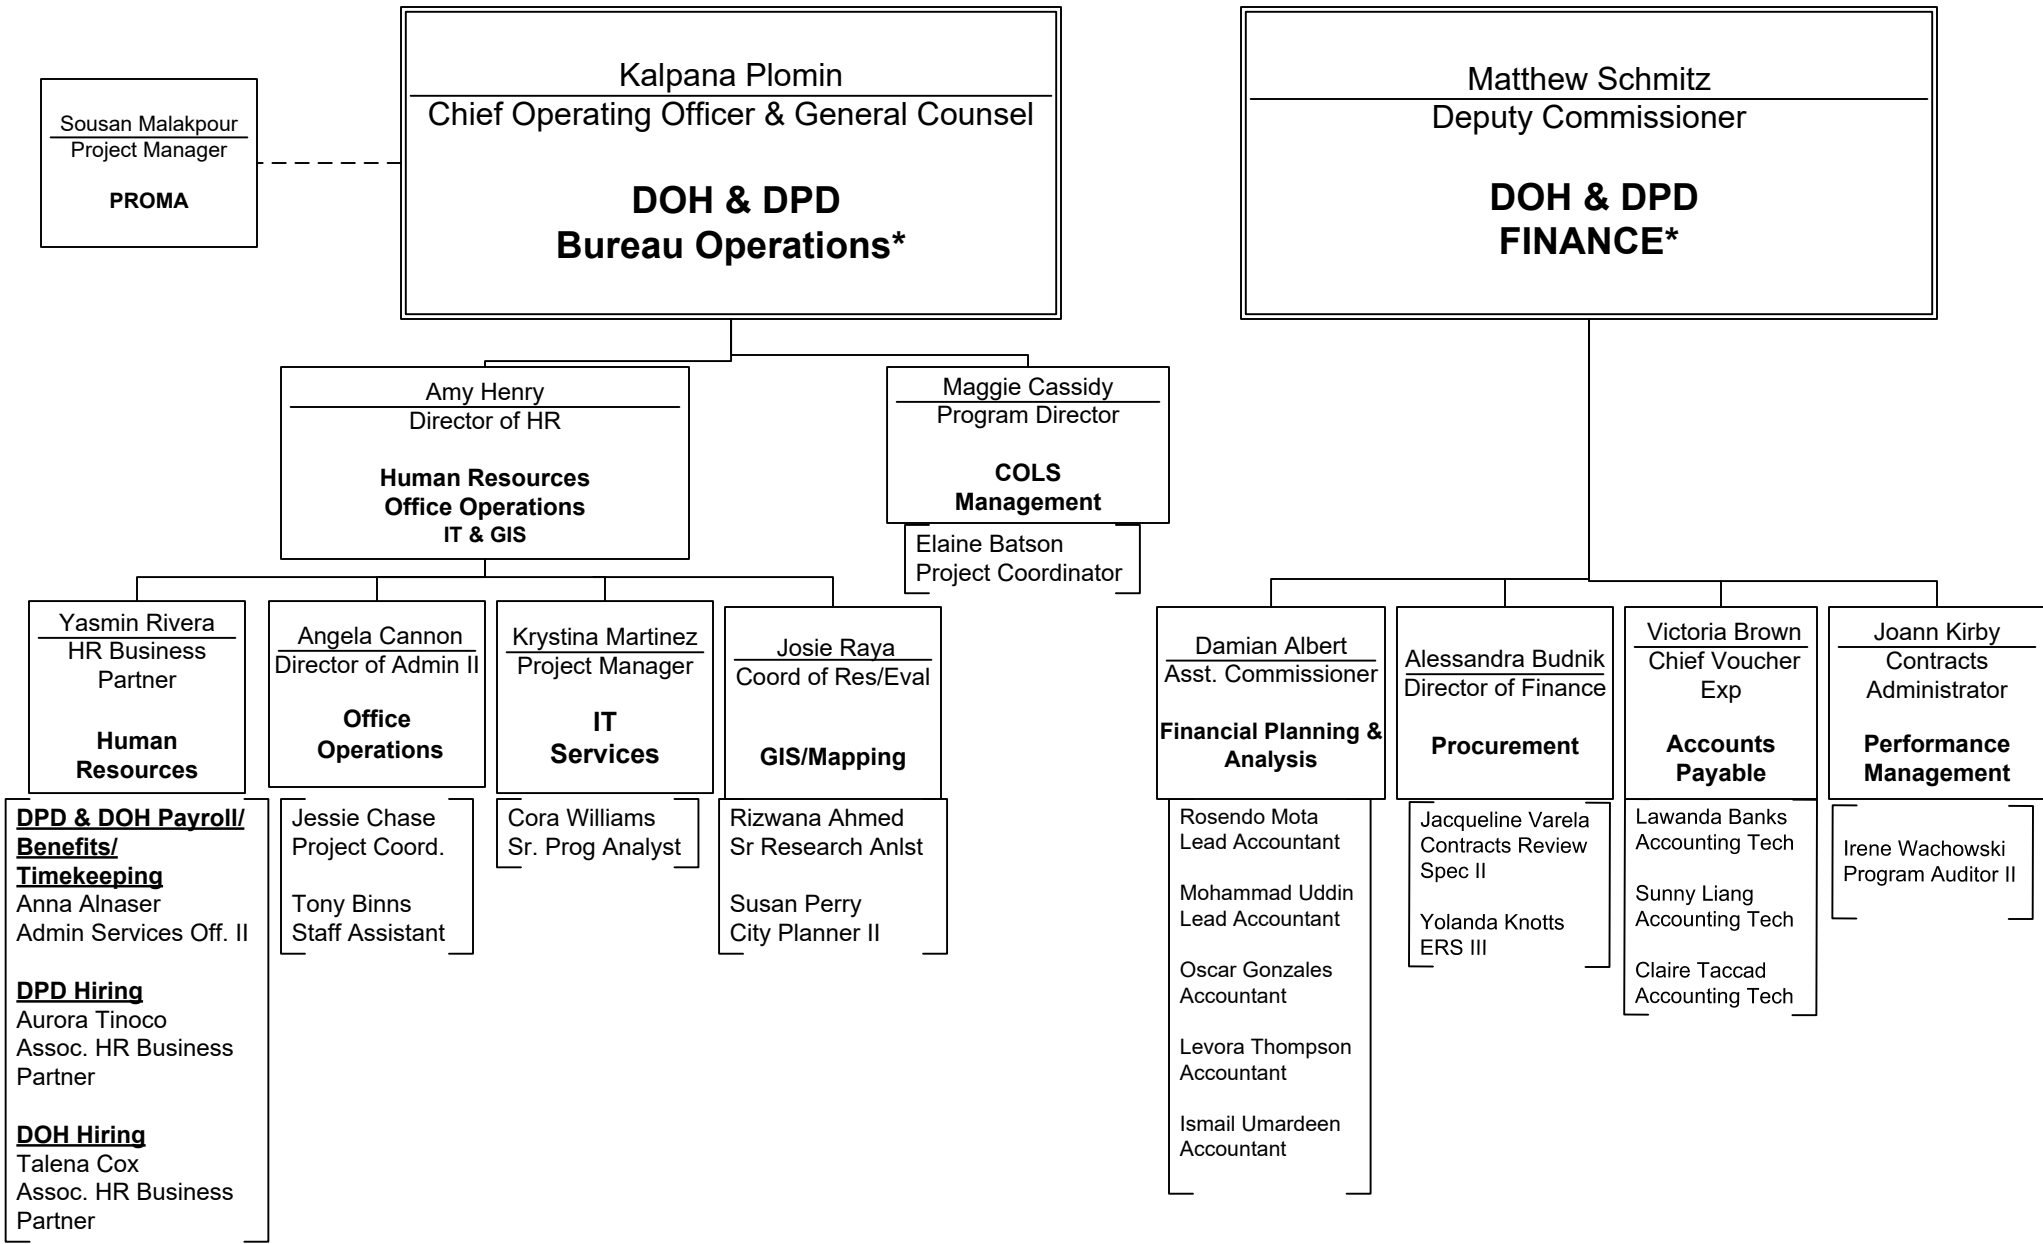 Sousan Malakpour
Project Manager
PROMA
Kalpana Plomin
Chief Operating Officer & General Counsel
DOH & DPD
Bureau Operations*
Matthew Schmitz
Deputy Commissioner
DOH & DPD
FINANCE*
Amy Henry
Director of HR
Human Resources
Office Operations
IT & GIS
Maggie Cassidy
Program Director
COLS
Management
Elaine Batson
Project Coordinator
Yasmin Rivera
HR Business
Partner
Human
Resources
DPD & DOH Payroll/
Benefits/
Timekeeping
Anna Alnaser
Admin Services Off. II
DPD Hiring
Aurora Tinoco
Assoc. HR Business
Partner
DOH Hiring
Talena Cox
Assoc. HR Business
Partner
Angela Cannon
Director of Admin II
Office
Operations
Jessie Chase
Project Coord.
Tony Binns
Staff Assistant
Krystina Martinez
Project Manager
IT
Services
Cora Williams
Sr. Prog Analyst
Josie Raya
Coord of Res/Eval
GIS/Mapping
Rizwana Ahmed
Sr Research Anlst
Susan Perry
City Planner II
Damian Albert
Asst. Commissioner
Financial Planning &
Analysis
Rosendo Mota
Lead Accountant
Mohammad Uddin
Lead Accountant
Oscar Gonzales
Accountant
Levora Thompson
Accountant
Ismail Umardeen
Accountant
Alessandra Budnik
Director of Finance
Procurement
Jacqueline Varela
Contracts Review
Spec II
Yolanda Knotts
ERS III
Victoria Brown
Chief Voucher
Exp
Accounts
Payable
Lawanda Banks
Accounting Tech
Sunny Liang
Accounting Tech
Claire Taccad
Accounting Tech
Joann Kirby
Contracts
Administrator
Performance
Management
Irene Wachowski
Program Auditor II